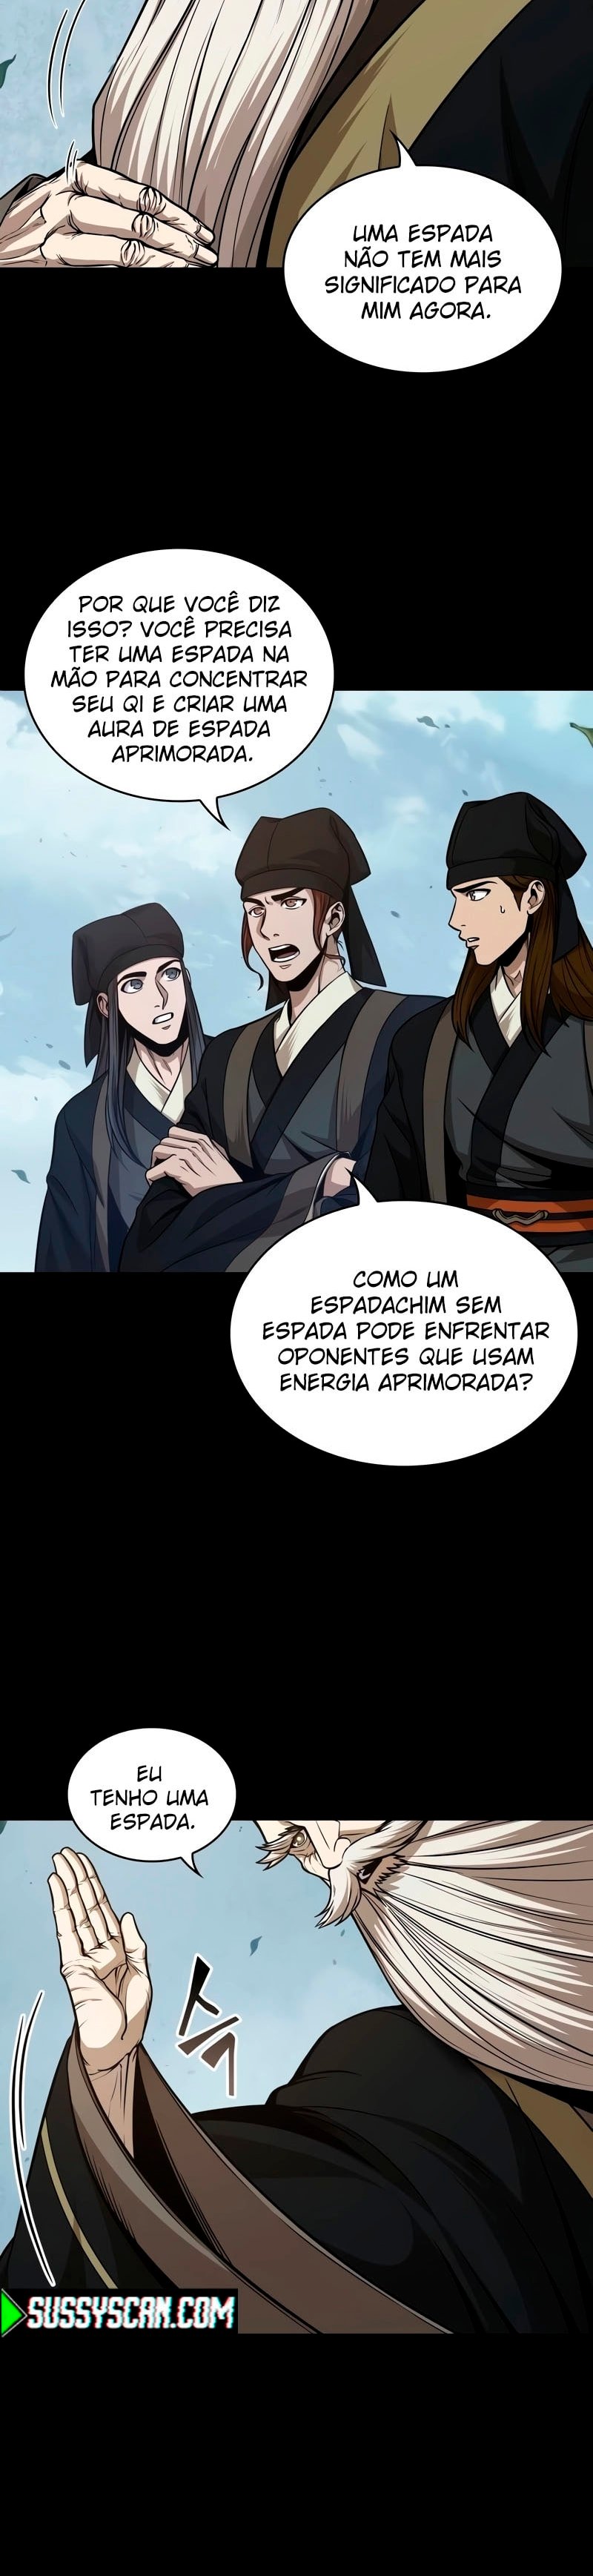 UMA ESPADA
NÃO TEM MAIS
SIGNIFICADO PARA
MIM AGORA.
POR QUE VOCÊ DIZ
ISSO? VOCÊ PRECISA
TER UMA ESPADA NA
MÃO PARA CONCENTRAR
SEU QI E CRIAR UMA
AURA DE ESPADA
APRIMORADA.
COMO UM
ESPADACHIM SEM
ESPADA PODE ENFRENTAR
OPONENTES QUE USAM
ENERGIA APRIMORADA?
EU
TENHO UMA
ESPADA.
SUSSYSCAN.COM